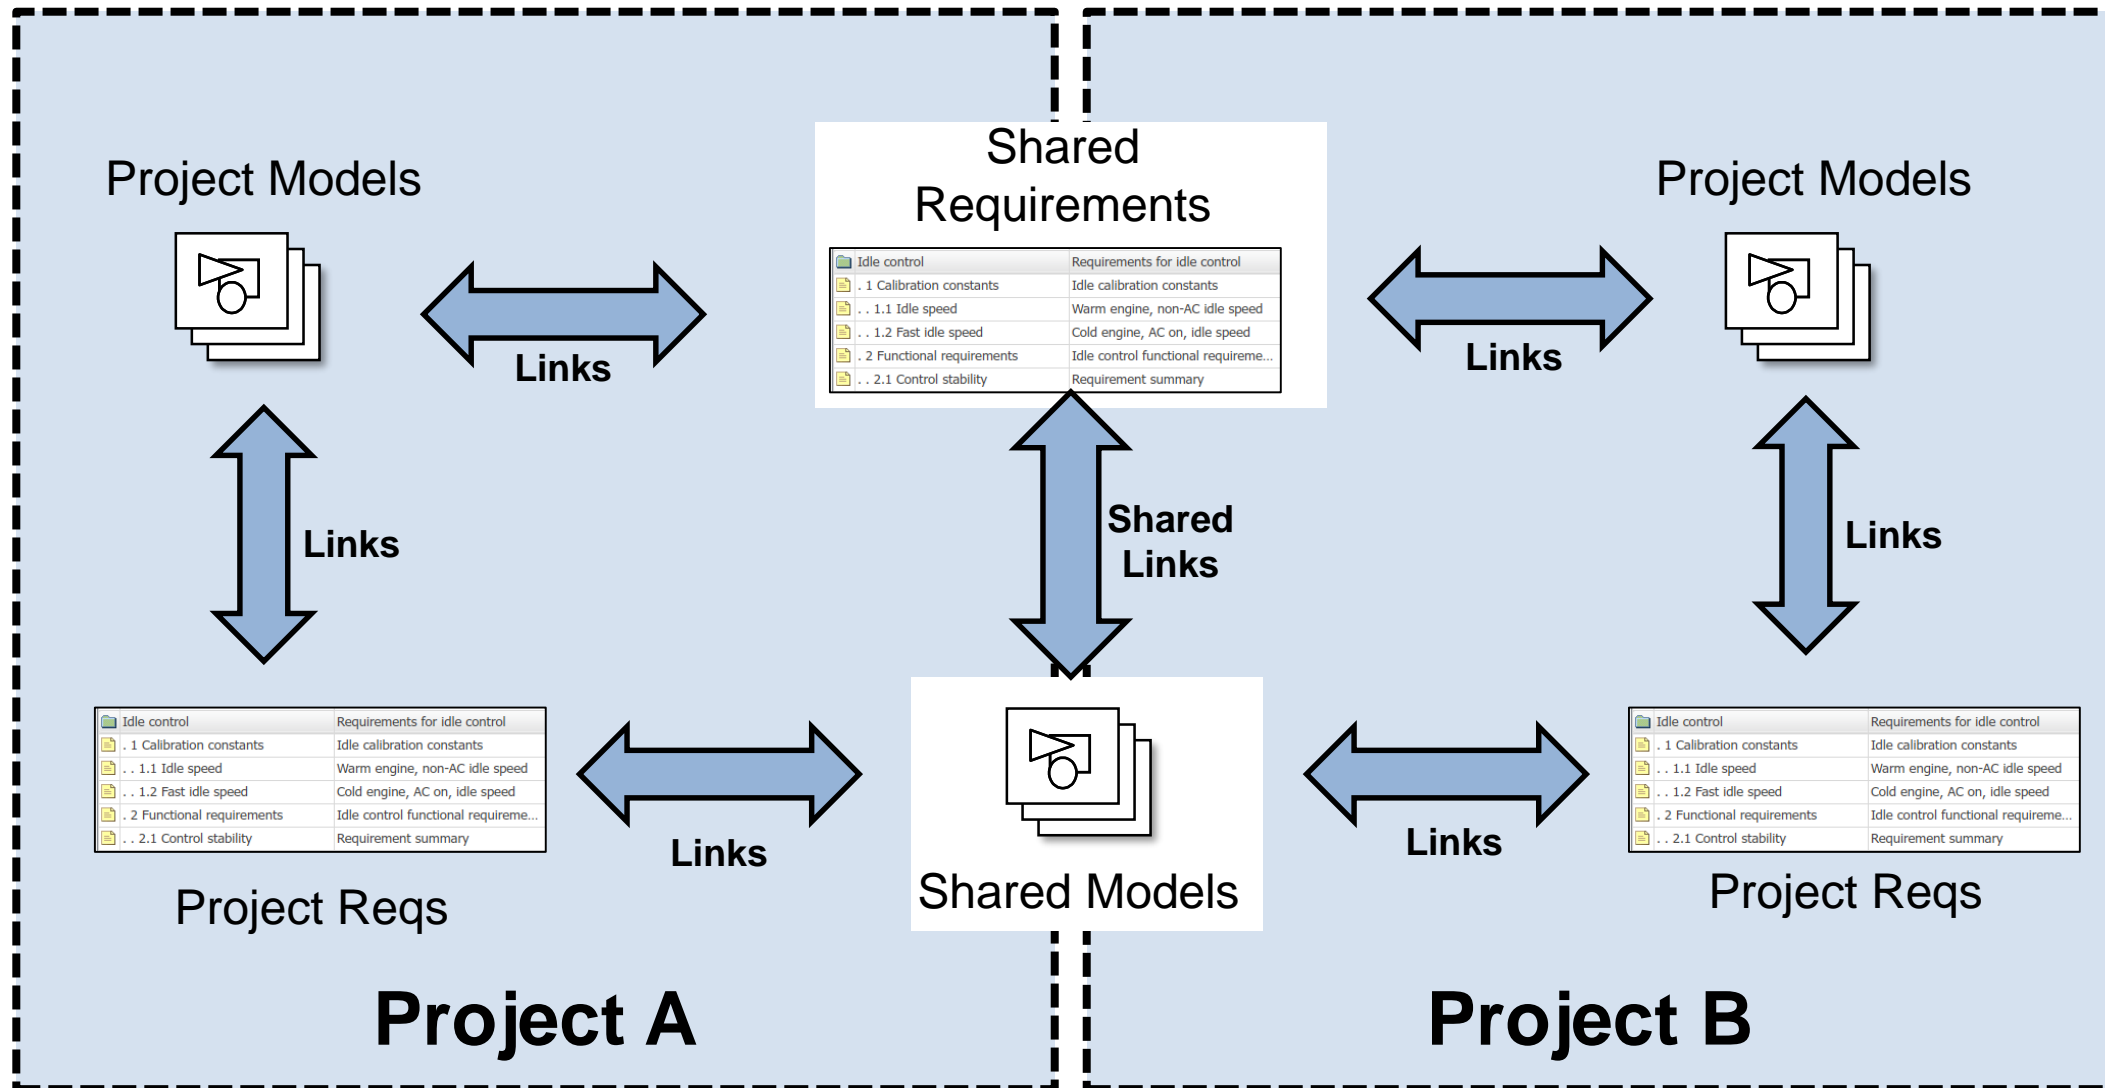 Project Models
Shared
Requirements
Project Models
Idle control Requirements for idle control
. 1 Calibration constants Idle calibration constants
. . 1.1 Idle speed Warm engine, non-AC idle speed
. . 1.2 Fast idle speed Cold engine, AC on, idle speed
. 2 Functional requirements Idle control functional requireme...
. . 2.1 Control stability Requirement summary
Links
Links
Links
Shared
Links
Links
Idle control Requirements for idle control
. 1 Calibration constants Idle calibration constants
. . 1.1 Idle speed Warm engine, non-AC idle speed
. . 1.2 Fast idle speed Cold engine, AC on, idle speed
. 2 Functional requirements Idle control functional requireme...
. . 2.1 Control stability Requirement summary
Project Reqs
Links
Shared Models
Links
Idle control Requirements for idle control
. 1 Calibration constants Idle calibration constants
. . 1.1 Idle speed Warm engine, non-AC idle speed
. . 1.2 Fast idle speed Cold engine, AC on, idle speed
. 2 Functional requirements Idle control functional requireme...
. . 2.1 Control stability Requirement summary
Project Reqs
Project A
Project B